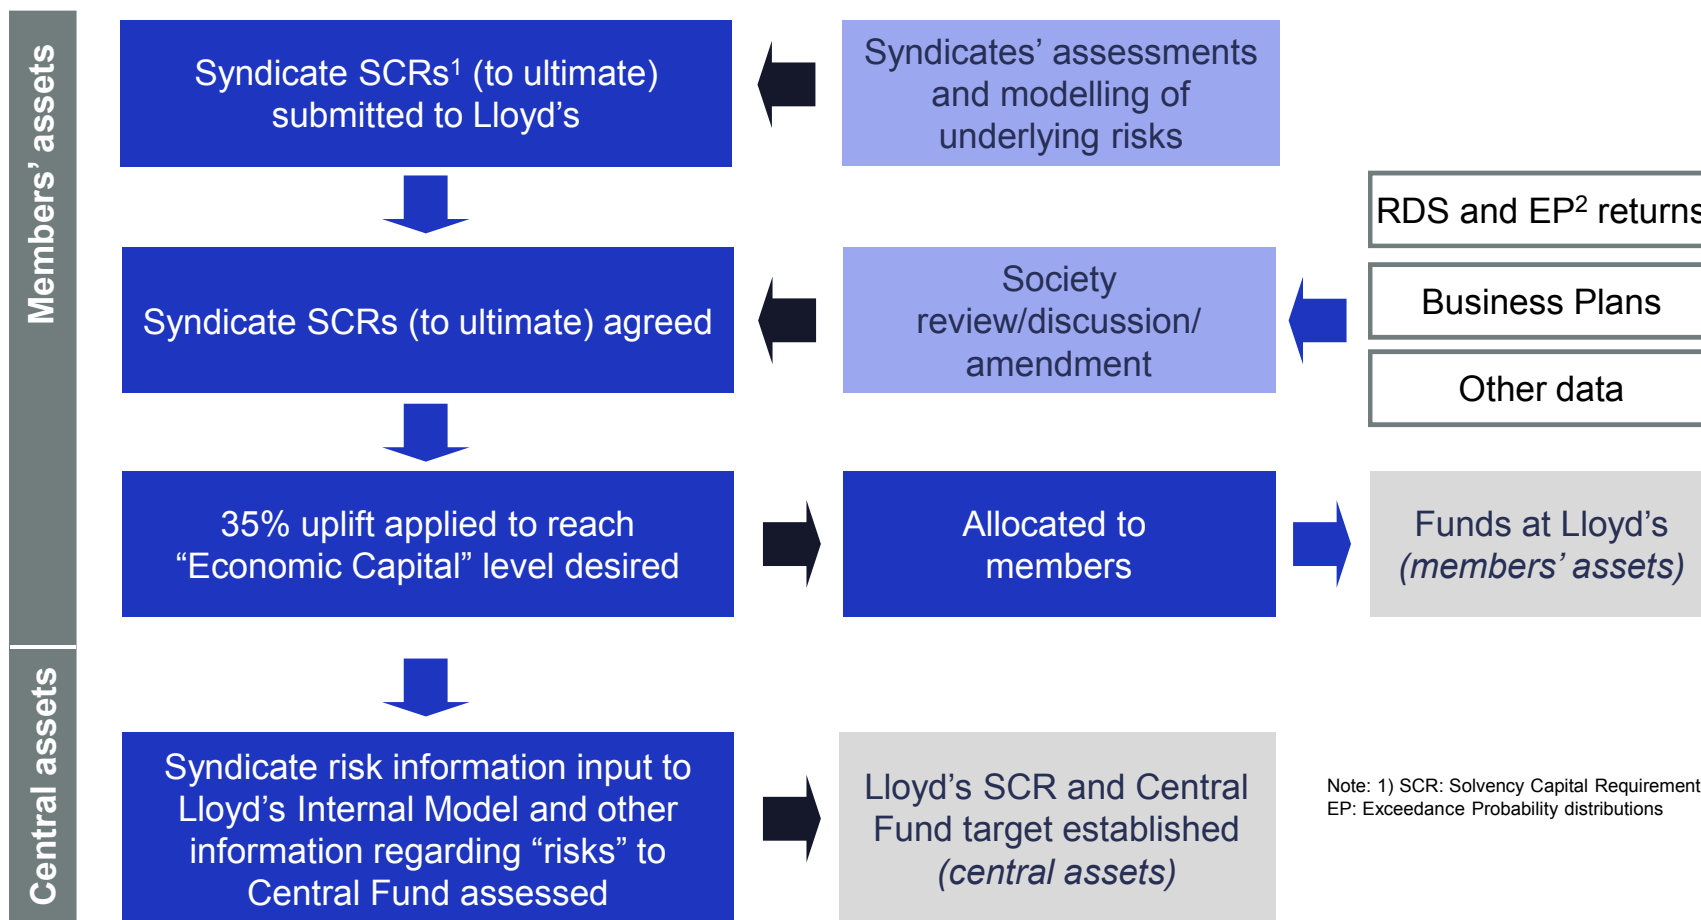 Members’ assets
Syndicate SCRs¹ (to ultimate)
submitted to Lloyd’s
Syndicates’ assessments
and modelling of
underlying risks
RDS and EP² returns
Syndicate SCRs (to ultimate) agreed
Society
review/discussion/
amendment
Business Plans
Other data
35% uplift applied to reach
“Economic Capital” level desired
Allocated to
members
Funds at Lloyd’s
(members’ assets)
Central assets
Syndicate risk information input to
Lloyd’s Internal Model and other
information regarding “risks” to
Central Fund assessed
Lloyd’s SCR and Central
Fund target established
(central assets)
Note: 1) SCR: Solvency Capital Requirement
EP: Exceedance Probability distributions